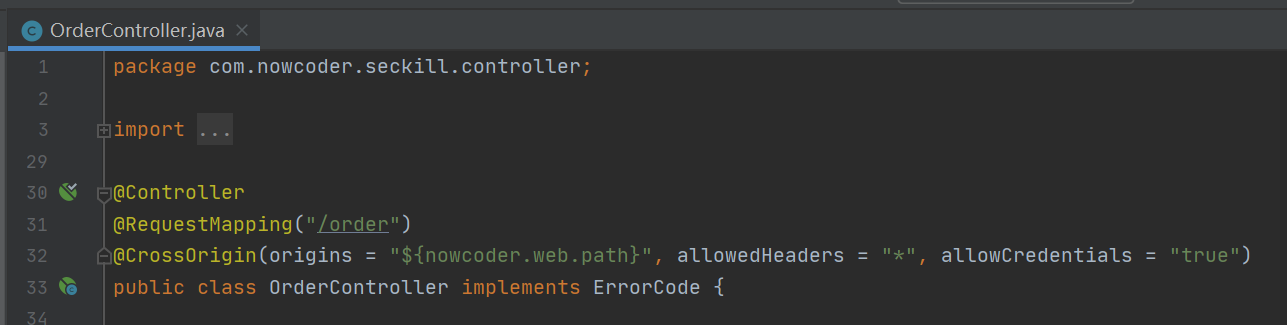 OrderController.java
1 package com.nowcoder.seckill.controller;
2
3 import ...
29
30 @Controller
31 @RequestMapping("/order")
32 @CrossOrigin(origins = "${nowcoder.web.path}", allowedHeaders = "*", allowCredentials = "true")
33 public class OrderController implements ErrorCode {
34